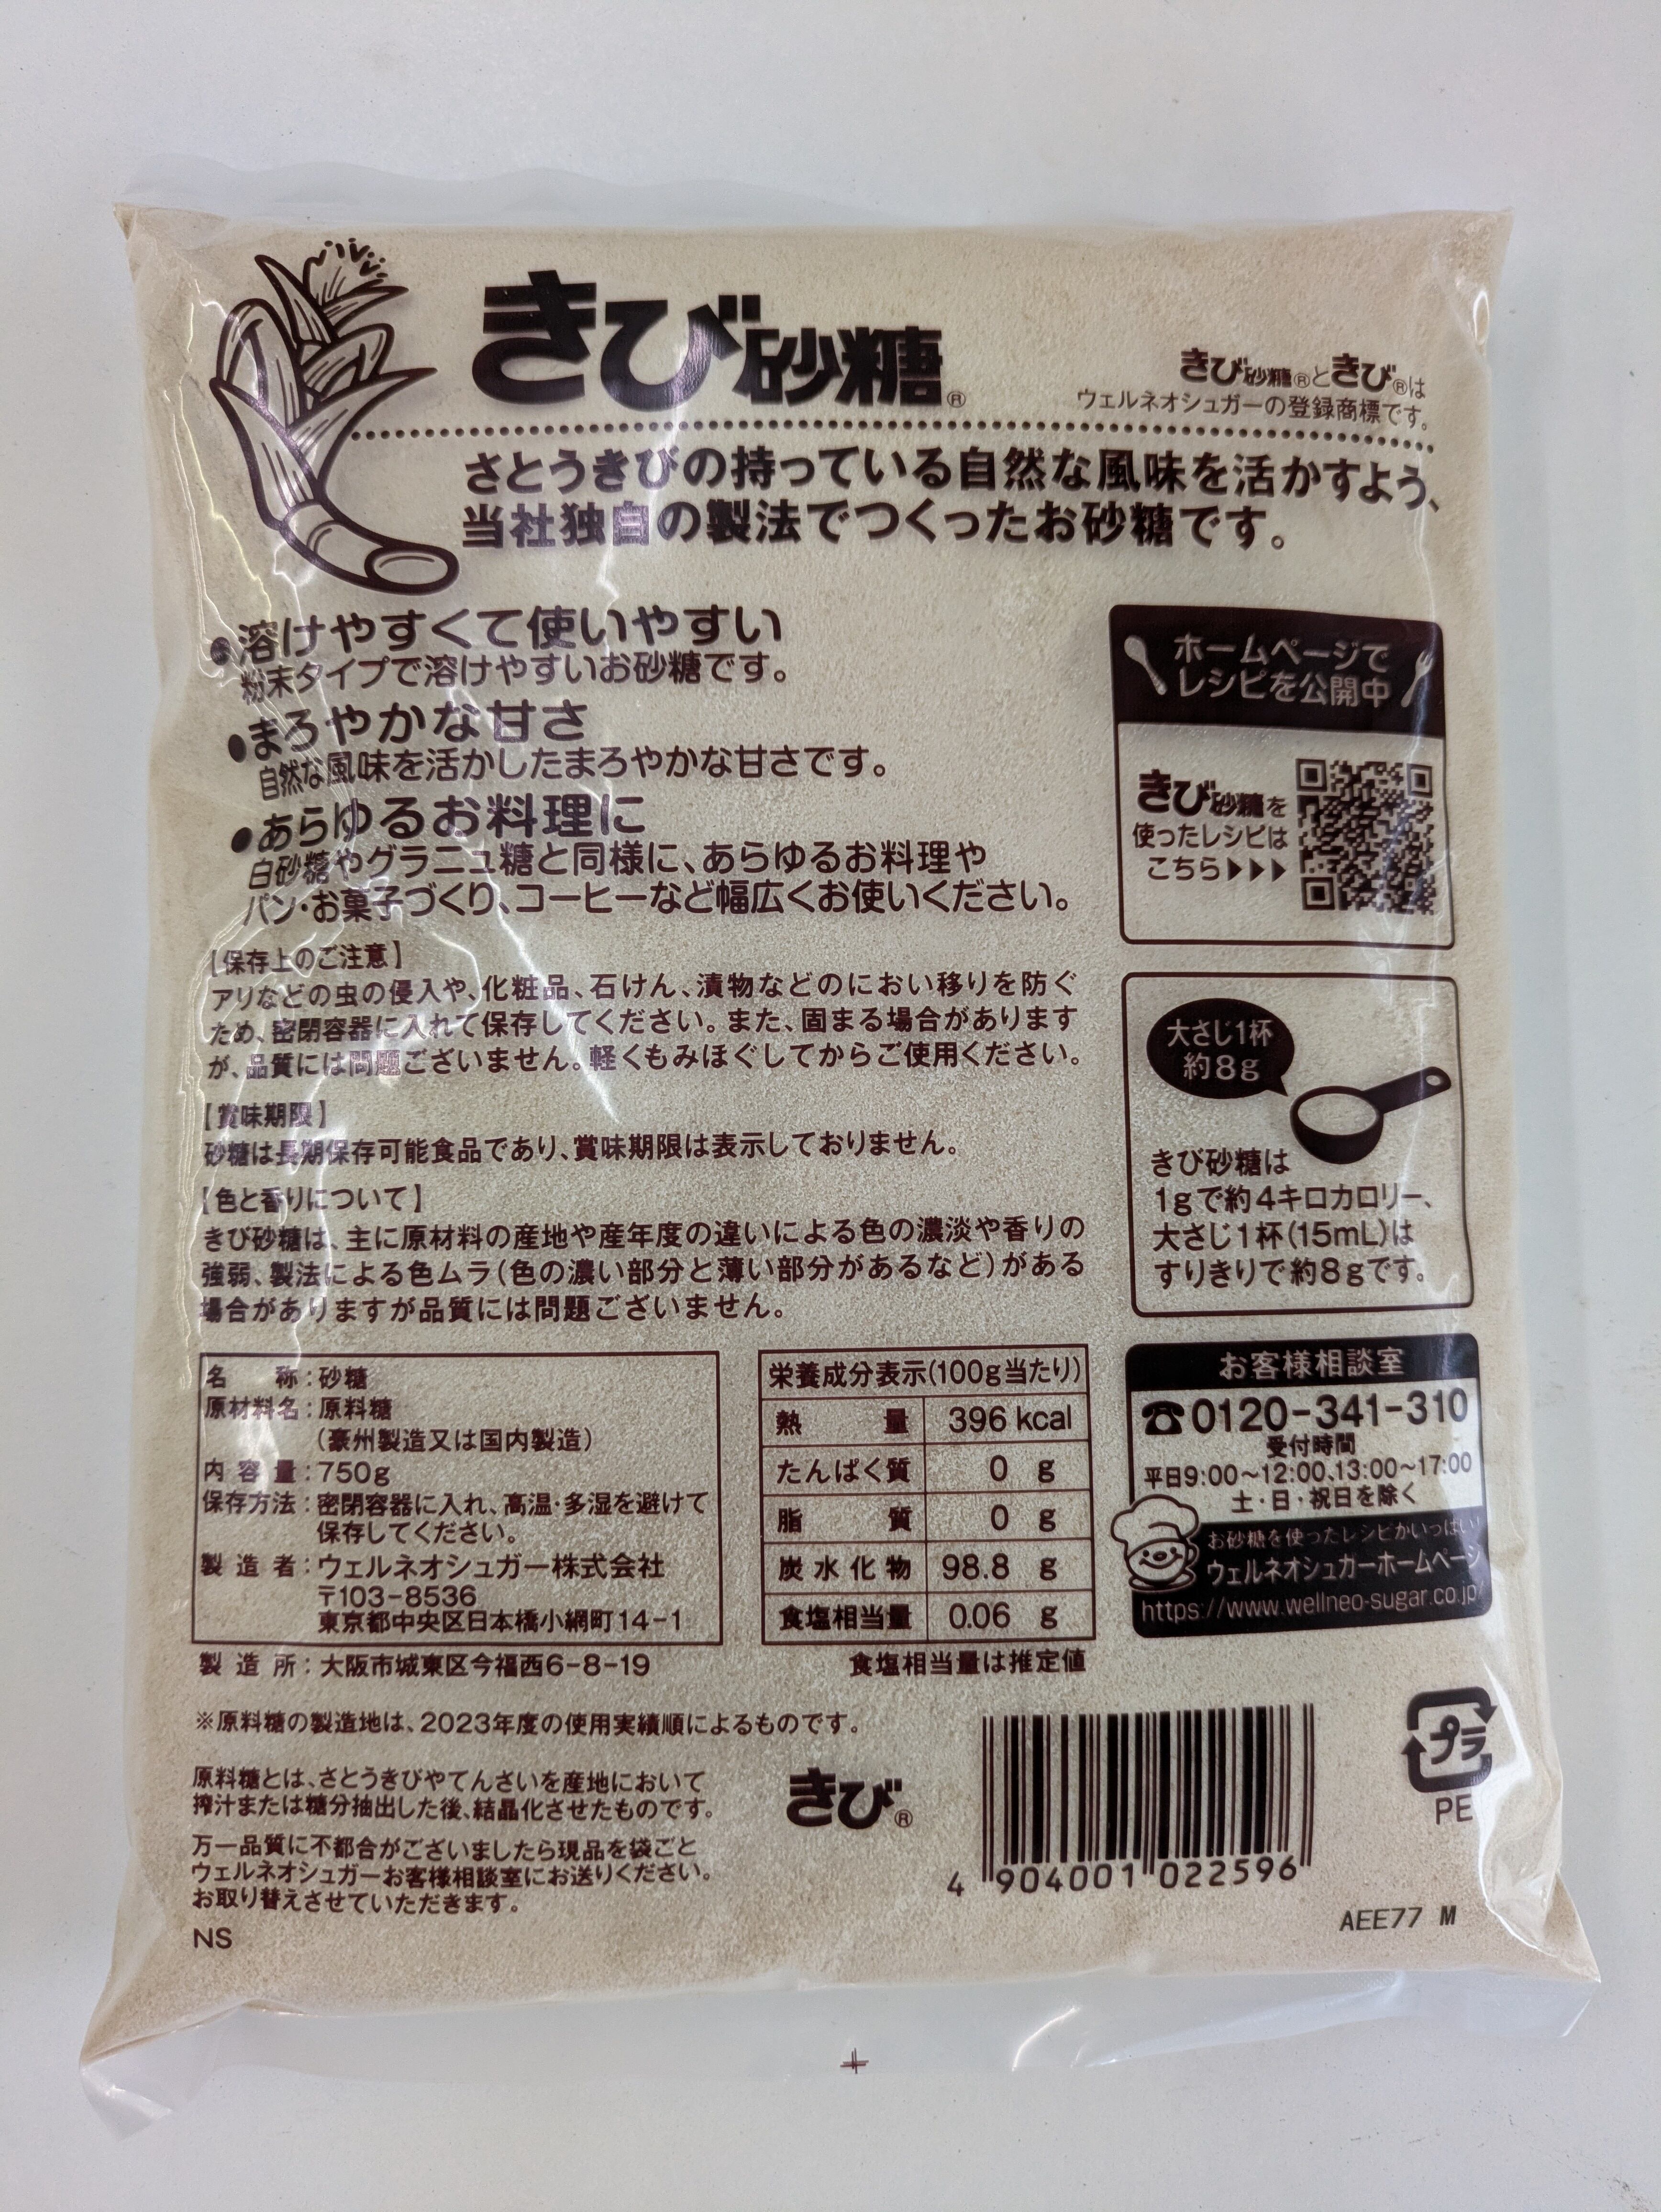 きび砂糖®
きび砂糖®ときび®は
ウェルネオシュガーの登録商標です。
さとうきびの持っている自然な風味を活かすよう、
当社独自の製法でつくったお砂糖です。
●溶けやすくて使いやすい
粉末タイプで溶けやすいお砂糖です。
●まろやかな甘さ
自然な風味を活かしたまろやかな甘さです。
●あらゆるお料理に
白砂糖やグラニュ糖と同様に、あらゆるお料理や
パン・お菓子づくり、コーヒーなど幅広くお使いください。
ホームページで
レシピを公開中
きび砂糖を
使ったレシピは
こちら▶▶▶
【保存上のご注意】
アリなどの虫の侵入や、化粧品、石けん、漬物などのにおい移りを防ぐ
ため、密閉容器に入れて保存してください。また、固まる場合があります
が、品質には問題ございません。軽くもみほぐしてからご使用ください。
【賞味期限】
砂糖は長期保存可能食品であり、賞味期限は表示しておりません。
【色と香りについて】
きび砂糖は、主に原材料の産地や産年度の違いによる色の濃淡や香りの
強弱、製法による色ムラ(色の濃い部分と薄い部分があるなど)がある
場合がありますが品質には問題ございません。
大さじ1杯
約8g
きび砂糖は
1gで約4キロカロリー、
大さじ1杯(15mL)は
すりきりで約8gです。
名称:砂糖
原材料名:原料糖
(豪州製造又は国内製造)
内容量:750g
保存方法:密閉容器に入れ、高温・多湿を避けて
保存してください。
製造者:ウェルネオシュガー株式会社
〒103-8536
東京都中央区日本橋小網町14-1
製造所:大阪市城東区今福西6-8-19
栄養成分表示(100g当たり)
熱量 396 kcal
たんぱく質 0 g
脂質 0 g
炭水化物 98.8 g
食塩相当量 0.06 g
食塩相当量は推定値
お客様相談室
☎0120-341-310
受付時間
平日9:00~12:00、13:00~17:00
土・日・祝日を除く
お砂糖を使ったレシピがいっぱい!
ウェルネオシュガーホームページ
https://www.wellneo-sugar.co.jp/
※原料糖の製造地は、2023年度の使用実績順によるものです。
原料糖とは、さとうきびやてんさいを産地において
搾汁または糖分抽出した後、結晶化させたものです。
万一品質に不都合がございましたら現品を袋ごと
ウェルネオシュガーお客様相談室にお送りください。
お取り替えさせていただきます。
NS
きび®
4 904001 022596
プラ
PE
AEE77 M